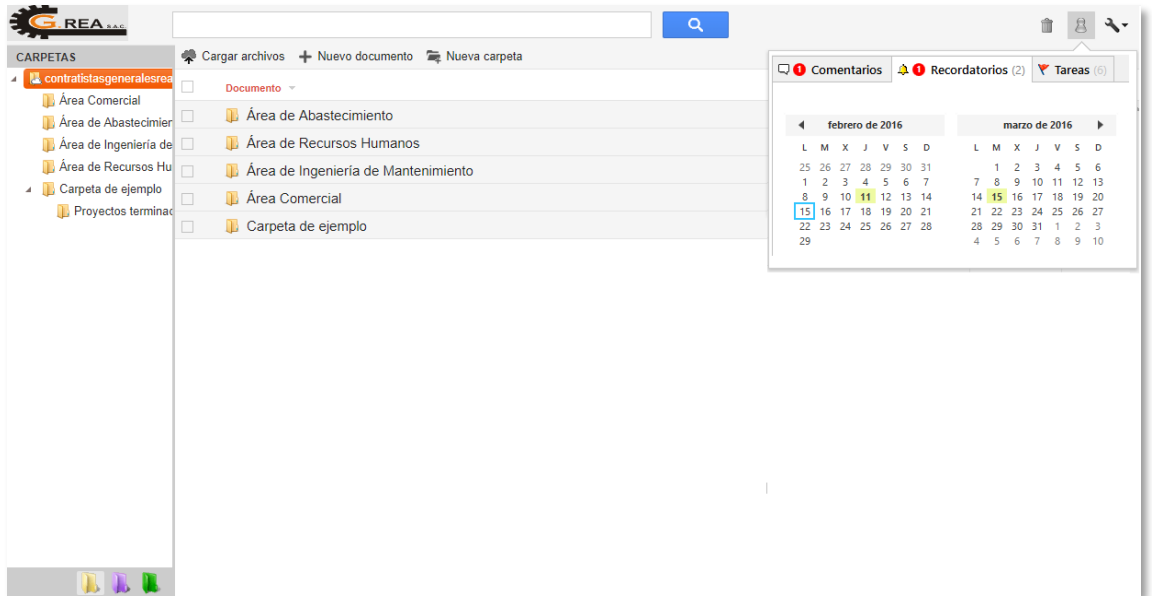 G. REA S.A.C.
CARPETAS
contratistasgeneralesrea
Área Comercial
Área de Abastecimien
Área de Ingeniería de
Área de Recursos Hu
Carpeta de ejemplo
Proyectos terminad
Cargar archivos Nuevo documento Nueva carpeta
Documento
Área de Abastecimiento
Área de Recursos Humanos
Área de Ingeniería de Mantenimiento
Área Comercial
Carpeta de ejemplo
1 Comentarios 1 Recordatorios (2) Tareas (6)
febrero de 2016
L M X J V S D
25 26 27 28 29 30 31
1 2 3 4 5 6 7
8 9 10 11 12 13 14
15 16 17 18 19 20 21
22 23 24 25 26 27 28
29
marzo de 2016
L M X J V S D
1 2 3 4 5 6
7 8 9 10 11 12 13
14 15 16 17 18 19 20
21 22 23 24 25 26 27
28 29 30 31 1 2 3
4 5 6 7 8 9 10